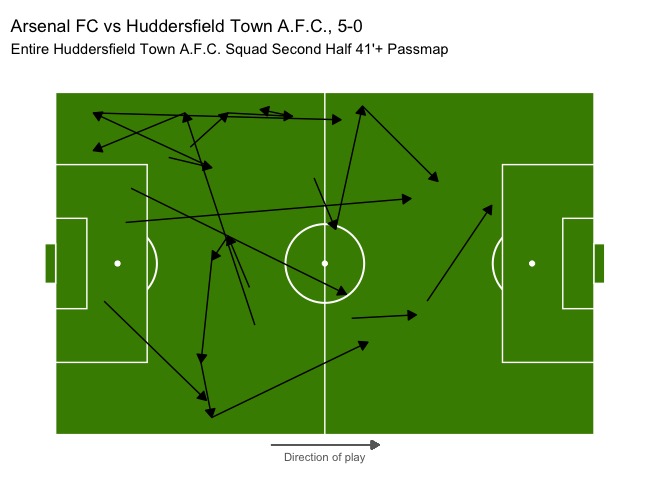 Arsenal FC vs Huddersfield Town A.F.C., 5-0
Entire Huddersfield Town A.F.C. Squad Second Half 41'+ Passmap
Direction of play